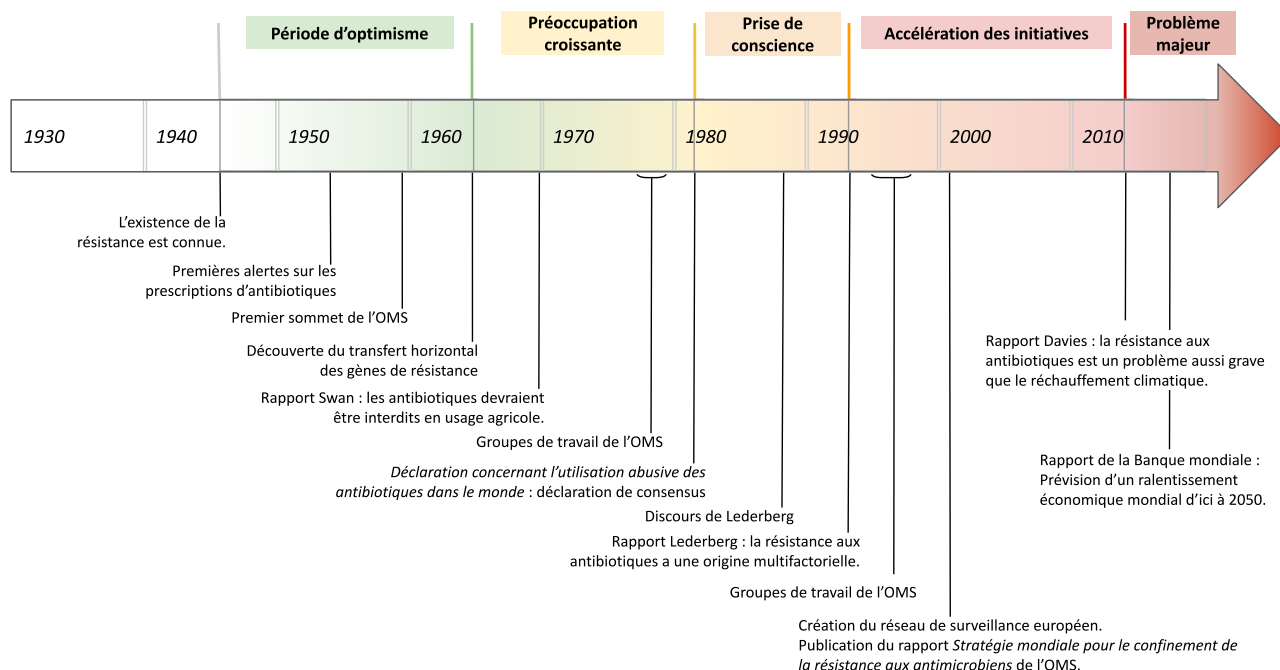 Période d'optimisme
Préoccupation
croissante
Prise de
conscience
Accélération des initiatives
Problème
majeur
1930
1940
1950
1960
1970
1980
1990
2000
2010
L'existence de la
résistance est connue.
Premières alertes sur les
prescriptions d'antibiotiques
Premier sommet de l'OMS
Découverte du transfert horizontal
des gènes de résistance
Rapport Swan : les antibiotiques devraient
être interdits en usage agricole.
Groupes de travail de l'OMS
Déclaration concernant l'utilisation abusive des
antibiotiques dans le monde : déclaration de consensus
Discours de Lederberg
Rapport Lederberg : la résistance aux
antibiotiques a une origine multifactorielle.
Groupes de travail de l'OMS
Création du réseau de surveillance européen.
Publication du rapport Stratégie mondiale pour le confinement de
la résistance aux antimicrobiens de l'OMS.
Rapport Davies : la résistance aux
antibiotiques est un problème aussi grave
que le réchauffement climatique.
Rapport de la Banque mondiale :
Prévision d'un ralentissement
économique mondial d'ici à 2050.